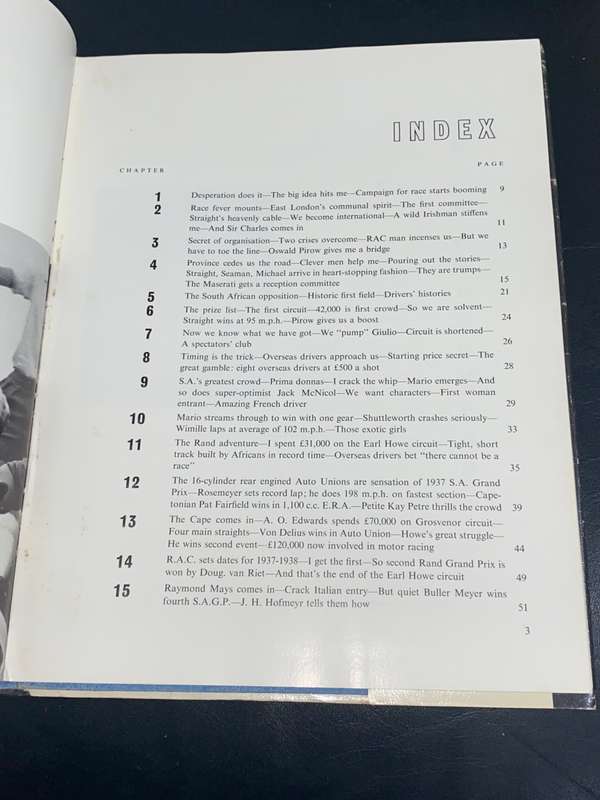 INDEX
CHAPTER PAGE
1 Desperation does it—The big idea hits me—Campaign for race starts booming 9
2 Race fever mounts—East London's communal spirit—The first committee—
Straight's heavenly cable—We become international—A wild Irishman stiffens
me—And Sir Charles comes in 11
3 Secret of organisation—Two crises overcome—RAC man incenses us—But we
have to toe the line—Oswald Pirow gives me a bridge 13
4 Province cedes us the road—Clever men help me—Pouring out the stories—
Straight, Seaman, Michael arrive in heart-stopping fashion—They are trumps—
The Maserati gets a reception committee 15
5 The South African opposition—Historic first field—Drivers' histories 21
6 The prize list—The first circuit—42,000 is first crowd—So we are solvent—
Straight wins at 95 m.p.h.—Pirow gives us a boost 24
7 Now we know what we have got—We "pump" Giulio—Circuit is shortened—
A spectators' club 26
8 Timing is the trick—Overseas drivers approach us—Starting price secret—The
great gamble: eight overseas drivers at £500 a shot 28
9 S.A.'s greatest crowd—Prima donnas—I crack the whip—Mario emerges—And
so does super-optimist Jack McNicol—We want characters—First woman
entrant—Amazing French driver 29
10 Mario streams through to win with one gear—Shuttleworth crashes seriously—
Wimille laps at average of 102 m.p.h.—Those exotic girls 33
11 The Rand adventure—I spent £31,000 on the Earl Howe circuit—Tight, short
track built by Africans in record time—Overseas drivers bet "there cannot be a
race" 35
12 The 16-cylinder rear engined Auto Unions are sensation of 1937 S.A. Grand
Prix—Rosemeyer sets record lap; he does 198 m.p.h. on fastest section—Cape-
tonian Pat Fairfield wins in 1,100 c.c. E.R.A.—Petite Kay Petre thrills the crowd 39
13 The Cape comes in—A. O. Edwards spends £70,000 on Grosvenor circuit—
Four main straights—Von Delius wins in Auto Union—Howe's great struggle—
He wins second event—£120,000 now involved in motor racing 44
14 R.A.C. sets dates for 1937-1938—I get the first—So second Rand Grand Prix is
won by Doug. van Riet—And that's the end of the Earl Howe circuit 49
15 Raymond Mays comes in—Crack Italian entry—But quiet Buller Meyer wins
fourth S.A.G.P.—J. H. Hofmeyr tells them how 51
3